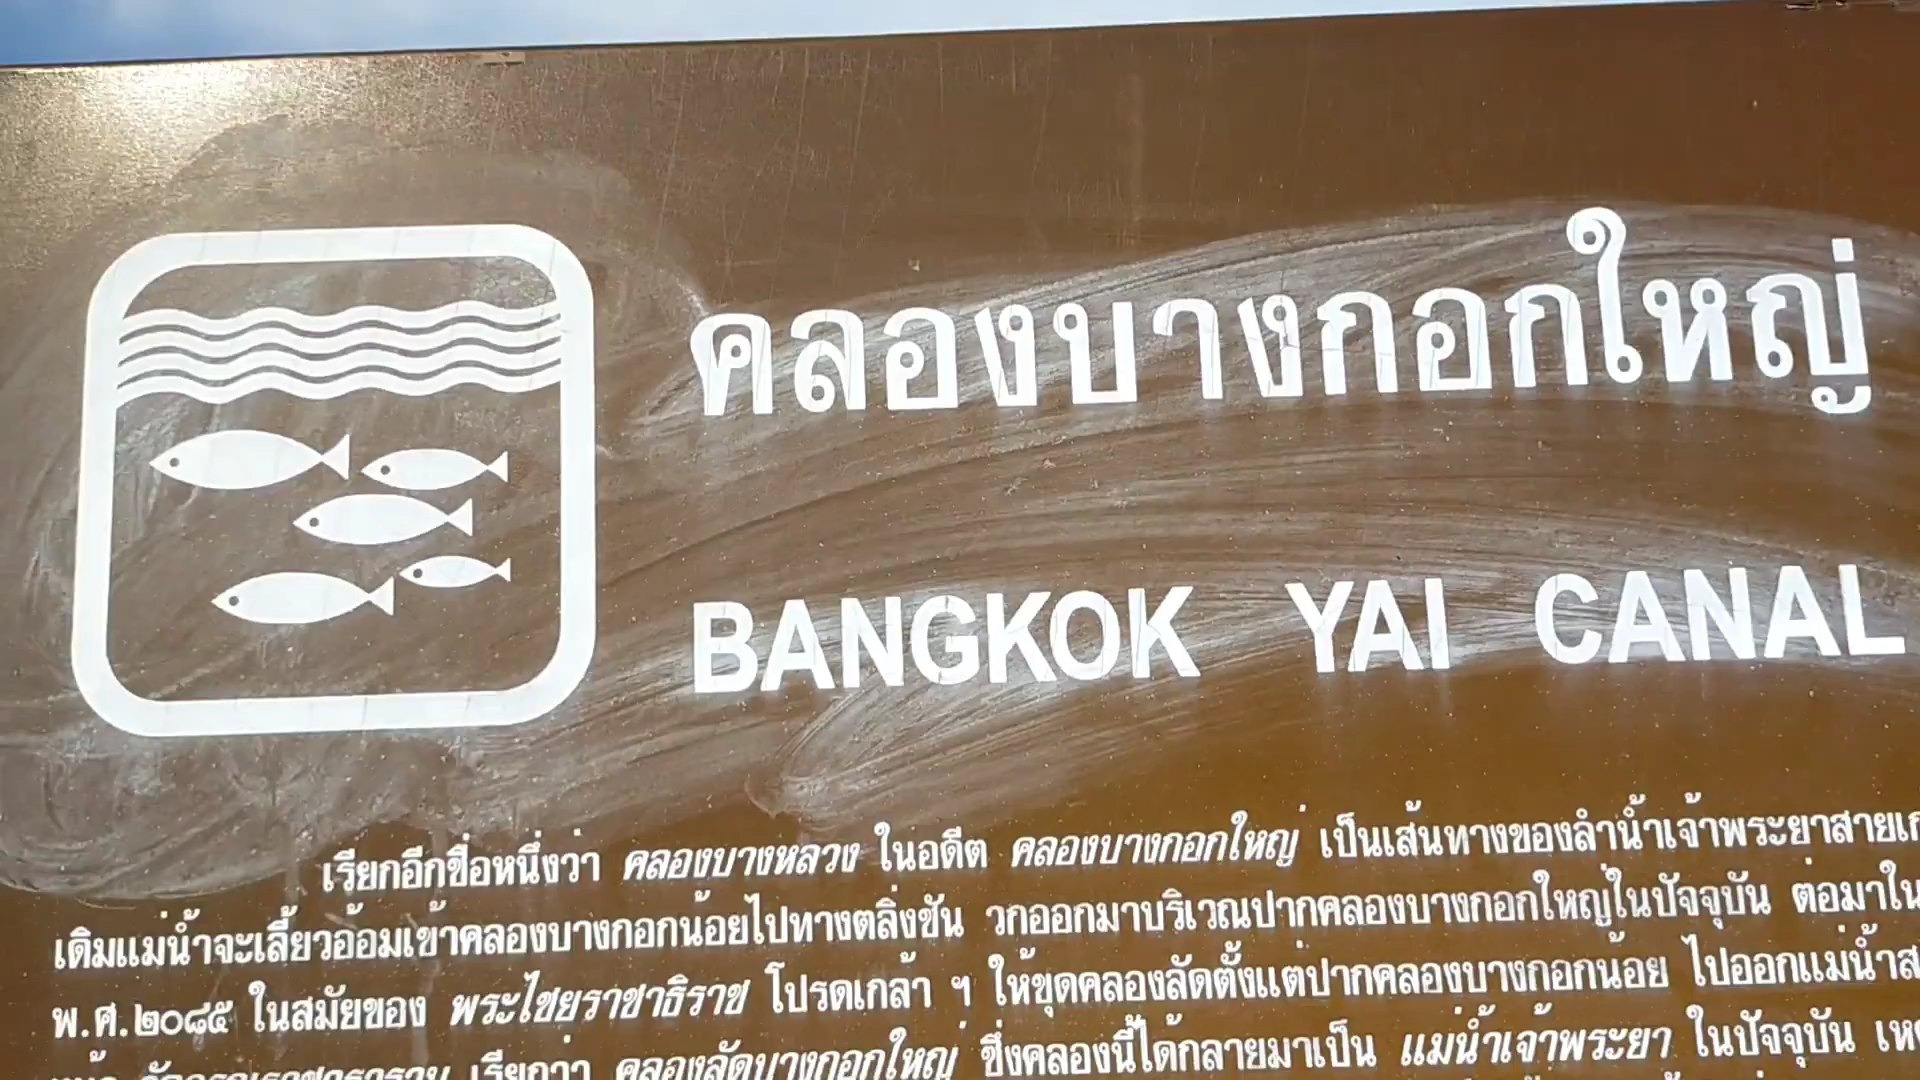 คลองบางกอกใหญ่
BANGKOK YAI CANAL
เรียกอีกชื่อหนึ่งว่า คลองบางหลวง ในอดีต คลองบางกอกใหญ่ เป็นเส้นทางของลำน้ำเจ้าพระยาสาย
เดิมแม่น้ำจะเลี้ยวอ้อมเข้าคลองบางกอกน้อยไปทางตลิ่งชัน วกออกมาบริเวณปากคลองบางกอกใหญ่ในปัจจุบัน ต่อมาใน
พ.ศ.๒๐๘๕ ในสมัยของ พระไชยราชาธิราช โปรดเกล้า ฯ ให้ขุดคลองลัดตั้งแต่ปากคลองบางกอกน้อย ไปออกแม่น้ำ
เรียกว่า คลองลัดบางกอกใหญ่ ซึ่งคลองนี้ได้กลายมาเป็น แม่น้ำเจ้าพระยา ในปัจจุบัน